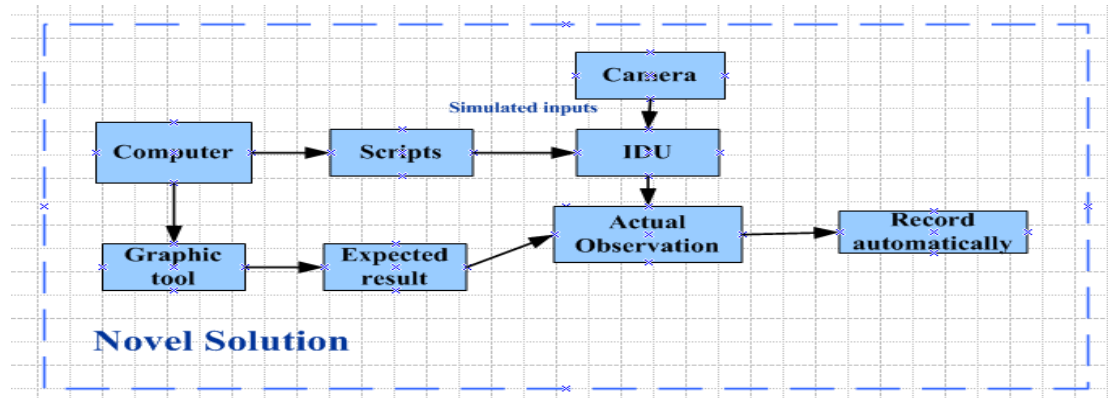 Camera
Simulated inputs
Computer
Scripts
IDU
Actual
Observation
Record
automatically
Graphic
tool
Expected
result
Novel Solution